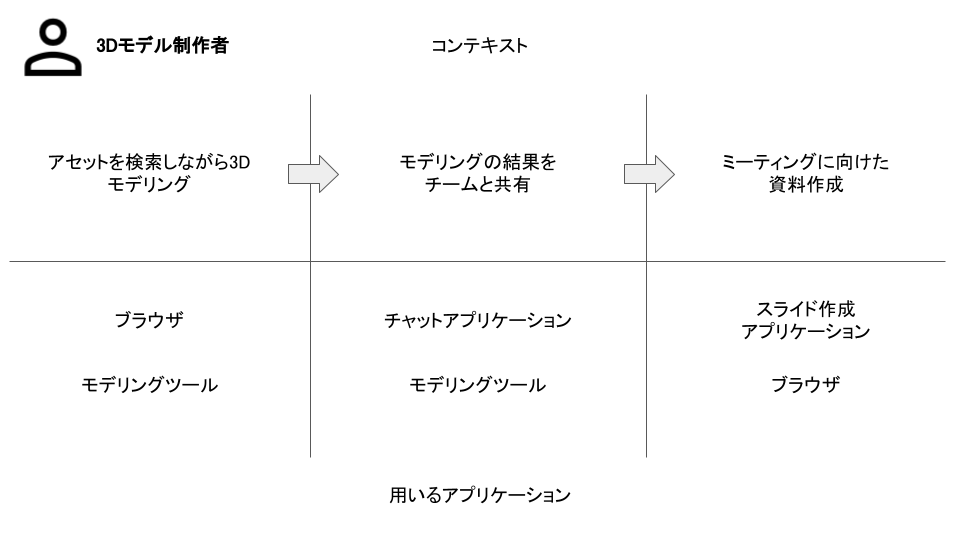 3Dモデル制作者
コンテキスト
アセットを検索しながら3D
モデリング
モデリングの結果を
チームと共有
ミーティングに向けた
資料作成
ブラウザ
モデリングツール
チャットアプリケーション
モデリングツール
スライド作成
アプリケーション
ブラウザ
用いるアプリケーション